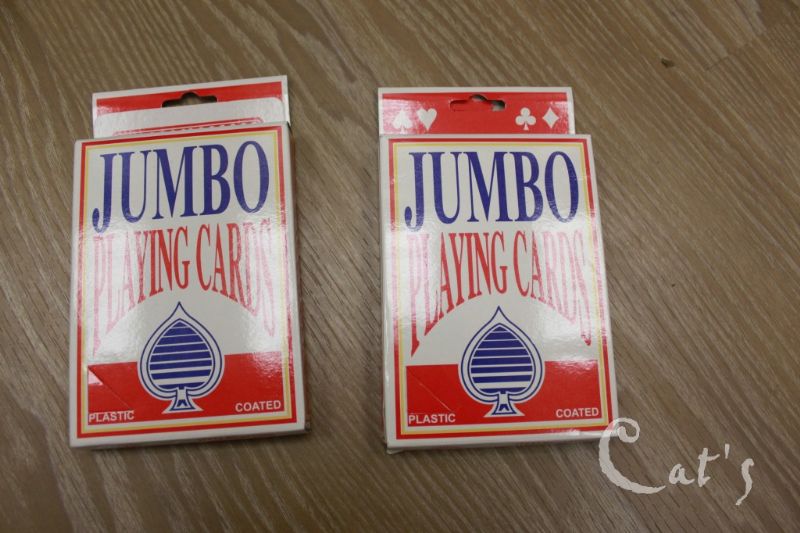 JUMBO
PLAYING CARDS
PLASTIC COATED
JUMBO
PLAYING CARDS
PLASTIC COATED
Cat's